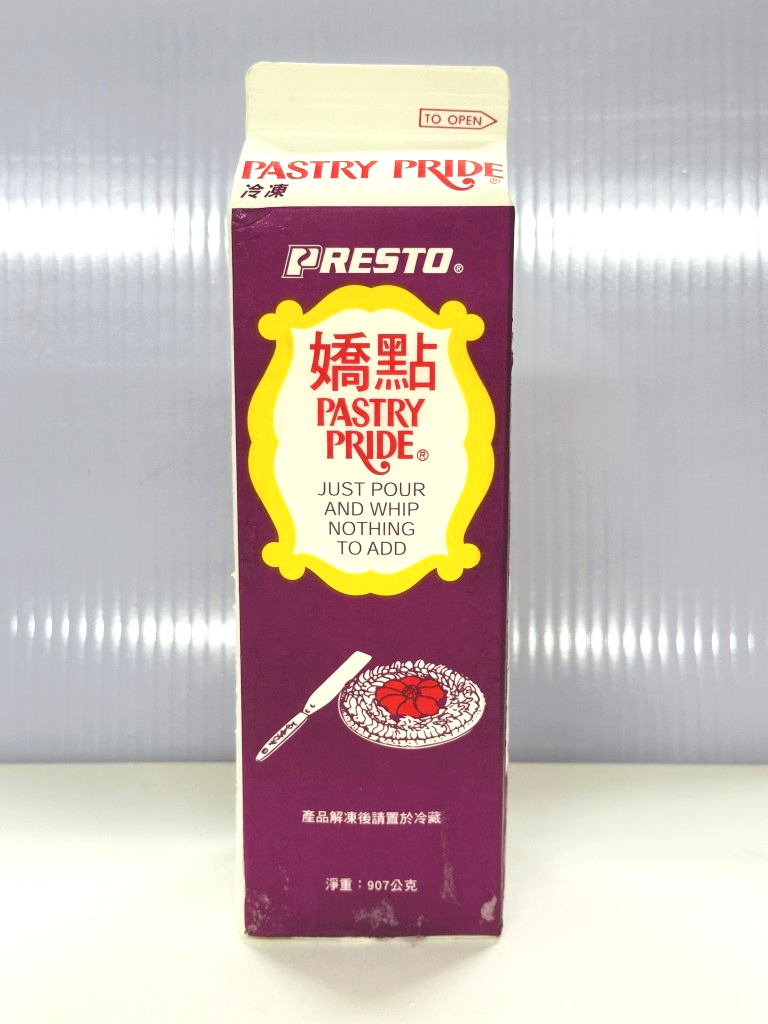 TO OPEN
PASTRY PRIDE®
冷凍
PRESTO®
嬌點
PASTRY
PRIDE®
JUST POUR
AND WHIP
NOTHING
TO ADD
產品解凍後請置於冷藏
淨重：907公克